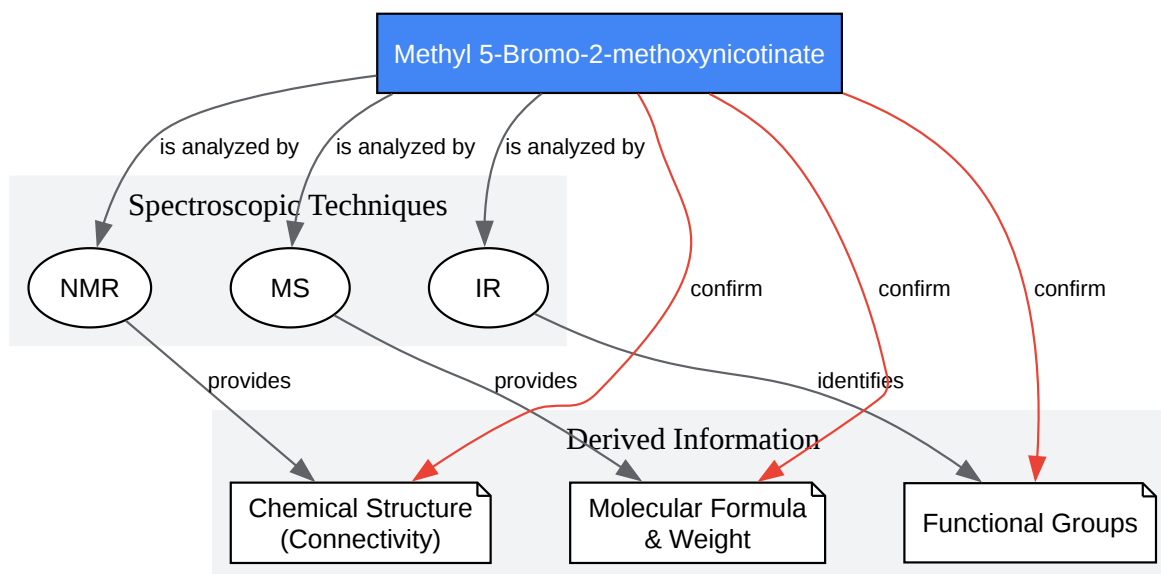 Methyl 5-Bromo-2-methoxynicotinate
is analyzed by
is analyzed by
is analyzed by
Spectroscopic Techniques
NMR
MS
IR
confirm
confirm
confirm
provides
provides
identifies
Derived Information
Chemical Structure
(Connectivity)
Molecular Formula
& Weight
Functional Groups